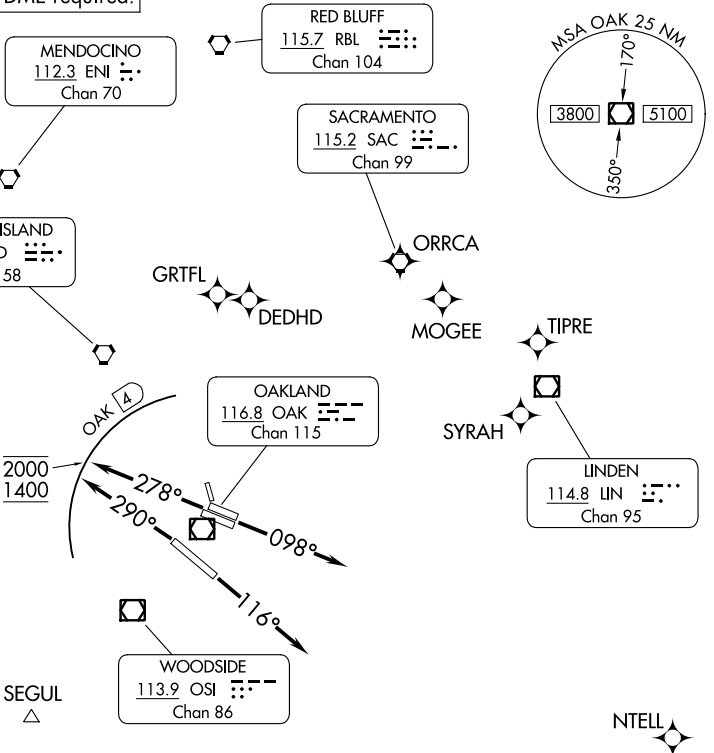 DME required.
RED BLUFF
115.7 RBL
Chan 104
MSA OAK 25 NM
170°
3800
5100
350°
MENDOCINO
112.3 ENI
Chan 70
SACRAMENTO
115.2 SAC
Chan 99
ISLAND
D
58
ORRCA
GRTFL
DEDHD
MOGEE
TIPRE
OAK 4
OAKLAND
116.8 OAK
Chan 115
SYRAH
2000
1400
278°
290°
098°
116°
LINDEN
114.8 LIN
Chan 95
WOODSIDE
113.9 OSI
Chan 86
SEGUL
NTELL